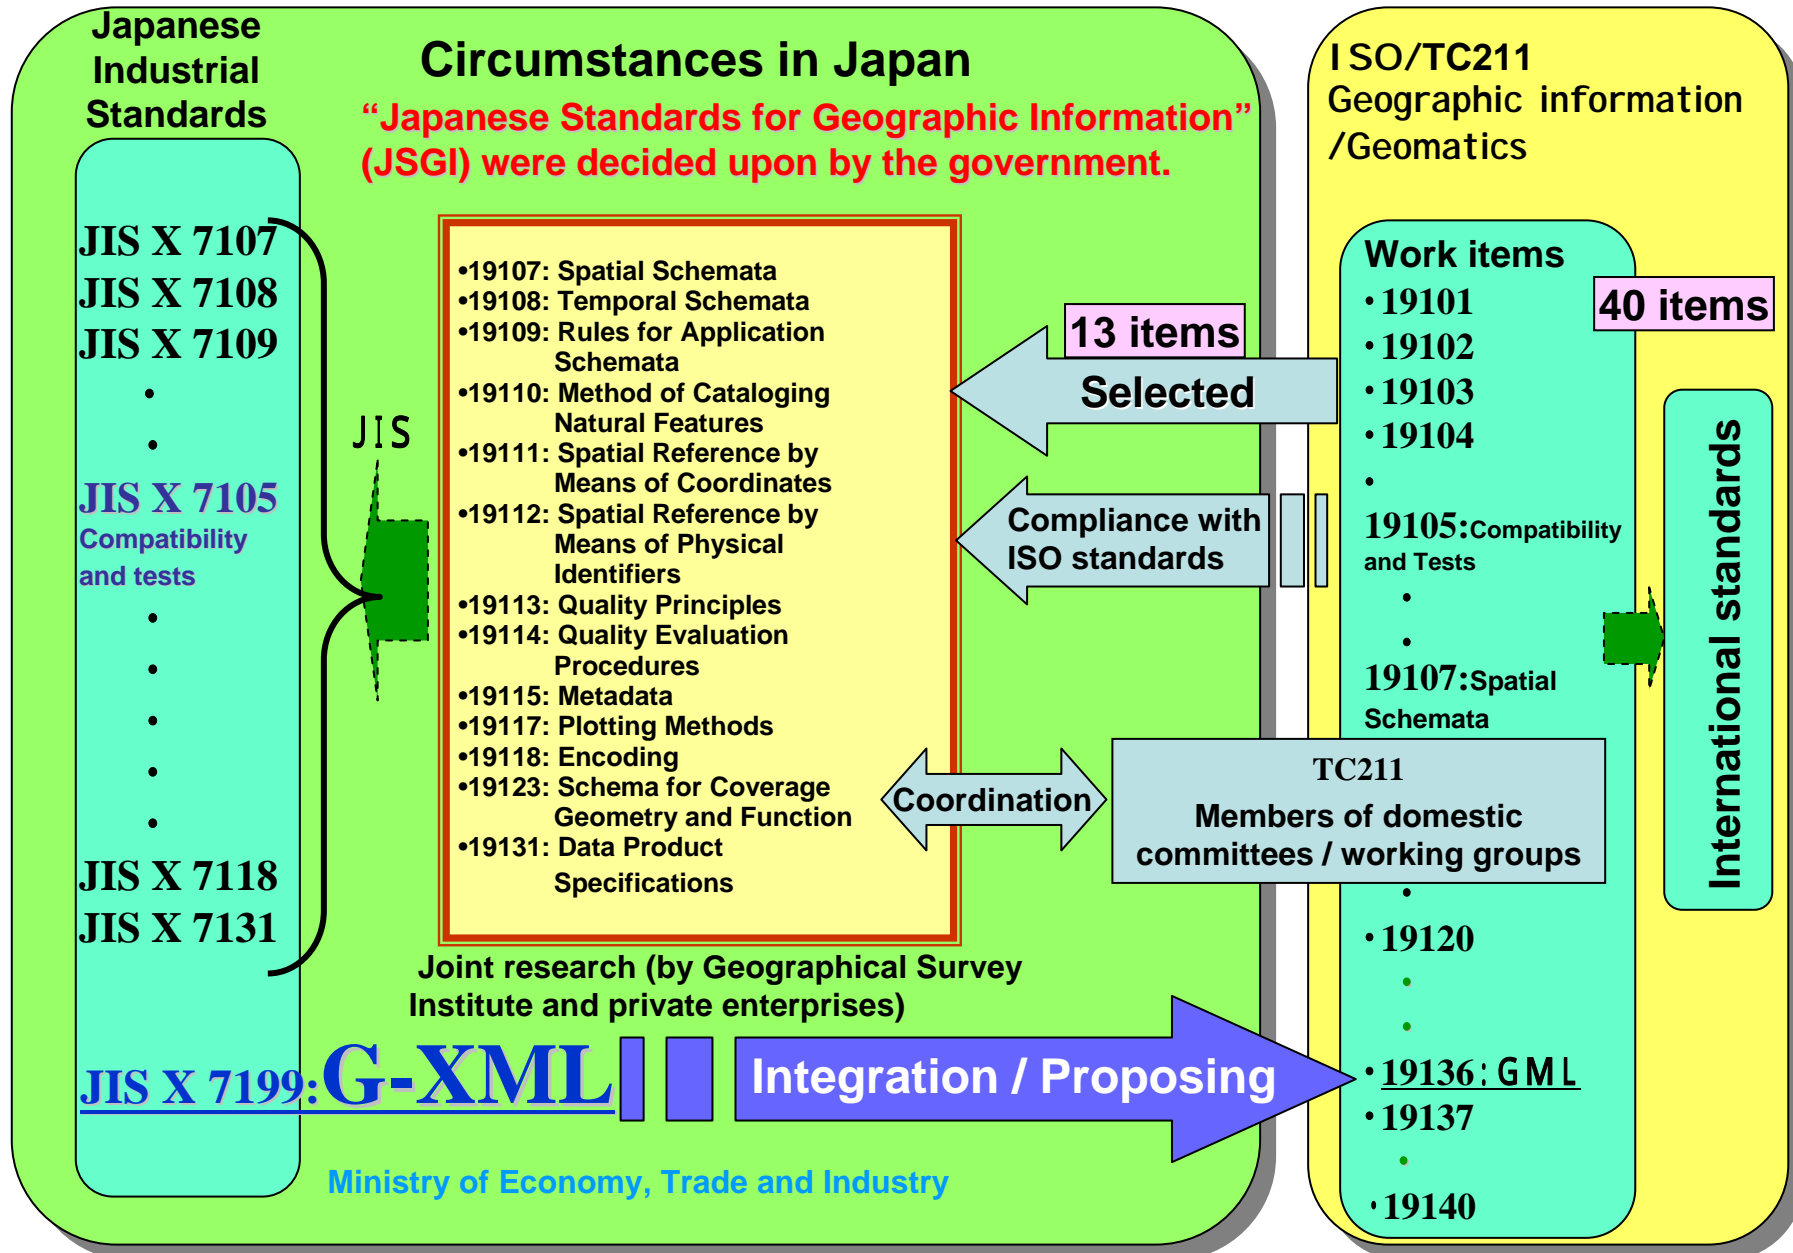 Japanese
Industrial
Standards
Circumstances in Japan
“Japanese Standards for Geographic Information”
(JSGI) were decided upon by the government.
JIS X 7107
JIS X 7108
JIS X 7109
•
•
JIS X 7105
Compatibility
and tests
•
•
•
•
•
JIS X 7118
JIS X 7131
JIS
•19107: Spatial Schemata
•19108: Temporal Schemata
•19109: Rules for Application
Schemata
•19110: Method of Cataloging
Natural Features
•19111: Spatial Reference by
Means of Coordinates
•19112: Spatial Reference by
Means of Physical
Identifiers
•19113: Quality Principles
•19114: Quality Evaluation
Procedures
•19115: Metadata
•19117: Plotting Methods
•19118: Encoding
•19123: Schema for Coverage
Geometry and Function
•19131: Data Product
Specifications
13 items
Selected
Compliance with
ISO standards
Coordination
Joint research (by Geographical Survey
Institute and private enterprises)
JIS X 7199:G-XML
Integration / Proposing
Ministry of Economy, Trade and Industry
ISO/TC211
Geographic information
/Geomatics
Work items
・19101
・19102
・19103
・19104
•
19105:Compatibility
and Tests
•
•
19107:Spatial
Schemata
TC211
Members of domestic
committees / working groups
•
・19120
•
•
・19136:GML
・19137
•
・19140
40 items
International standards